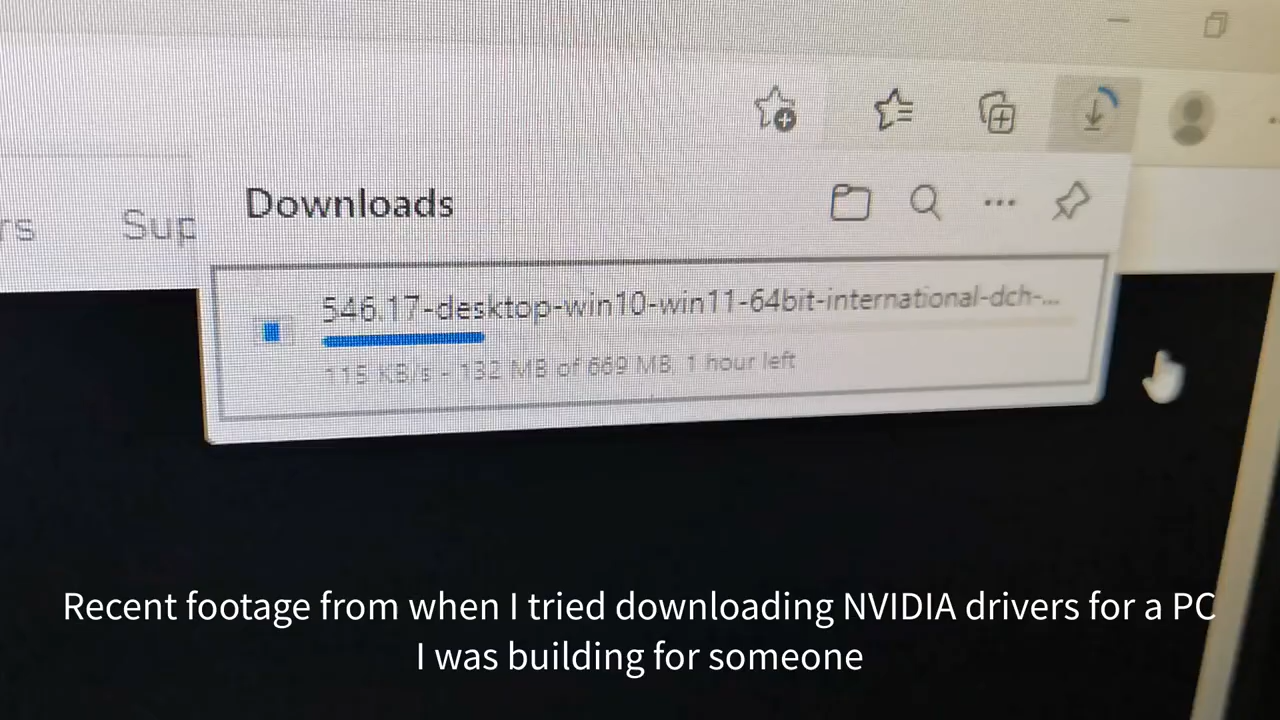 rs Sup
Downloads
546.17-desktop-win10-win11-64bit-international-dch-...
115 KB/s - 132 MB of 669 MB, 1 hour left
Recent footage from when I tried downloading NVIDIA drivers for a PC
I was building for someone